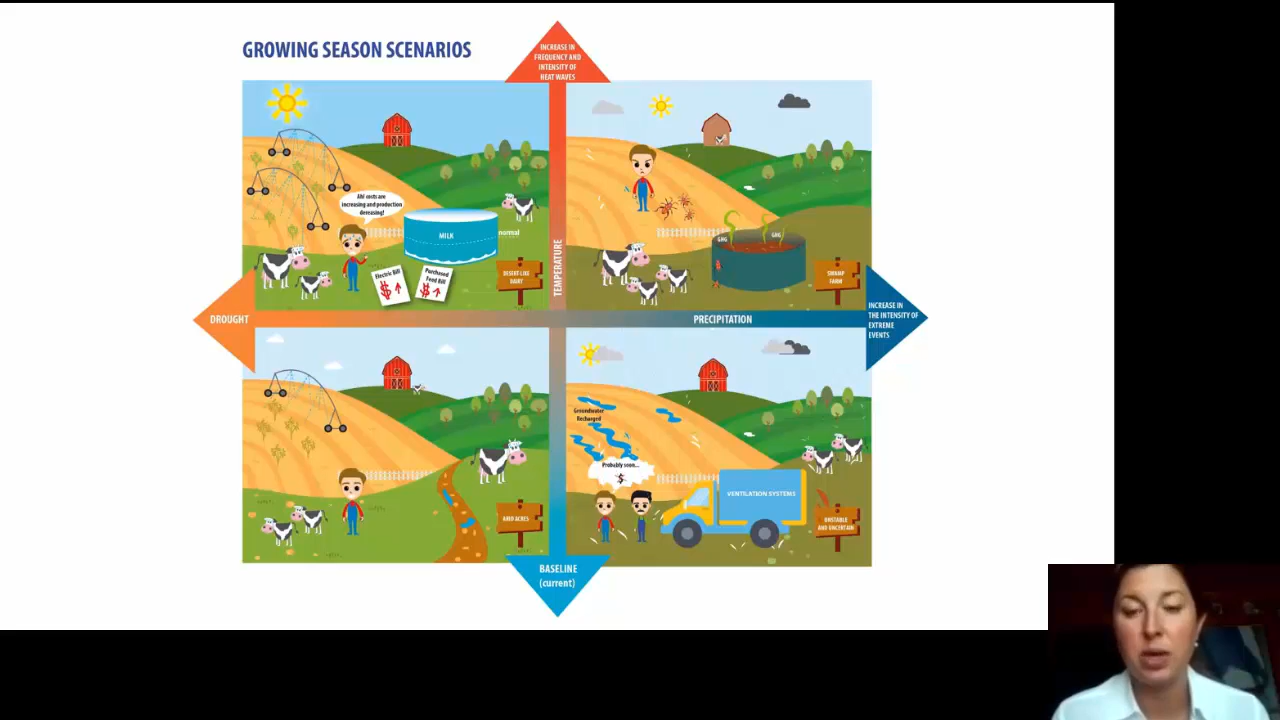 GROWING SEASON SCENARIOS
INCREASE IN
FREQUENCY AND
INTENSITY OF
HEAT WAVES
Ah! costs are
increasing and production
dereasing!
MILK
normal
Electric Bill
$
Purchased
Feed Bill
$
DESERT-LIKE
DAIRY
TEMPERATURE
GHG
GHG
SWAMP
FARM
DROUGHT
PRECIPITATION
INCREASE IN
THE INTENSITY OF
EXTREME
EVENTS
ARID ACRES
Groundwater
Recharged
Probably soon...
VENTILATION SYSTEMS
UNSTABLE
AND UNCERTAIN
BASELINE
(current)